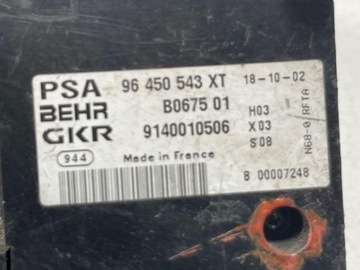 PSA 96 450 543 XT 18-10-02
BEHR B0675 01 H03
GKR 9140010506 X03
S08
N68-0 RFTA
944 Made in France
B 00007248